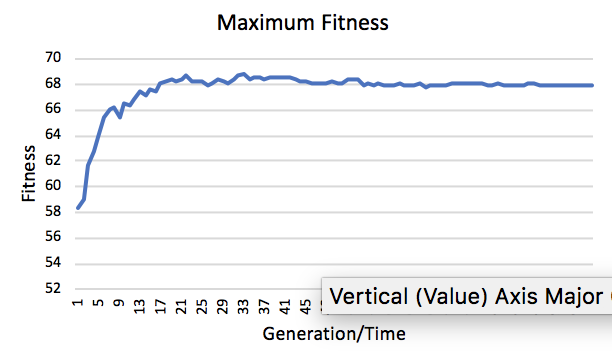 Maximum Fitness
70
68
66
64
62
60
58
56
54
52
Fitness
1 5 9 13 17 21 25 29 33 37 41 45
Vertical (Value) Axis Major
Generation/Time